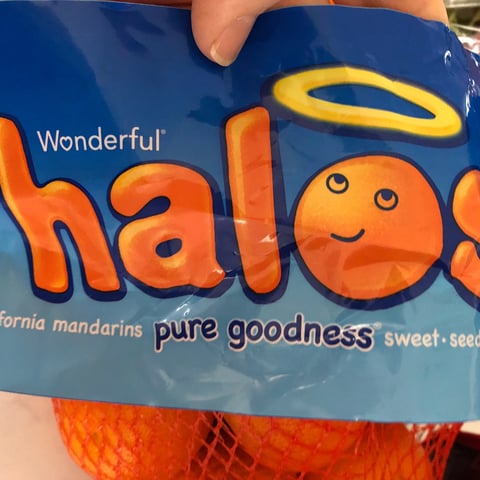 Wonderful®
halos
fornia mandarins pure goodness® sweet · seed